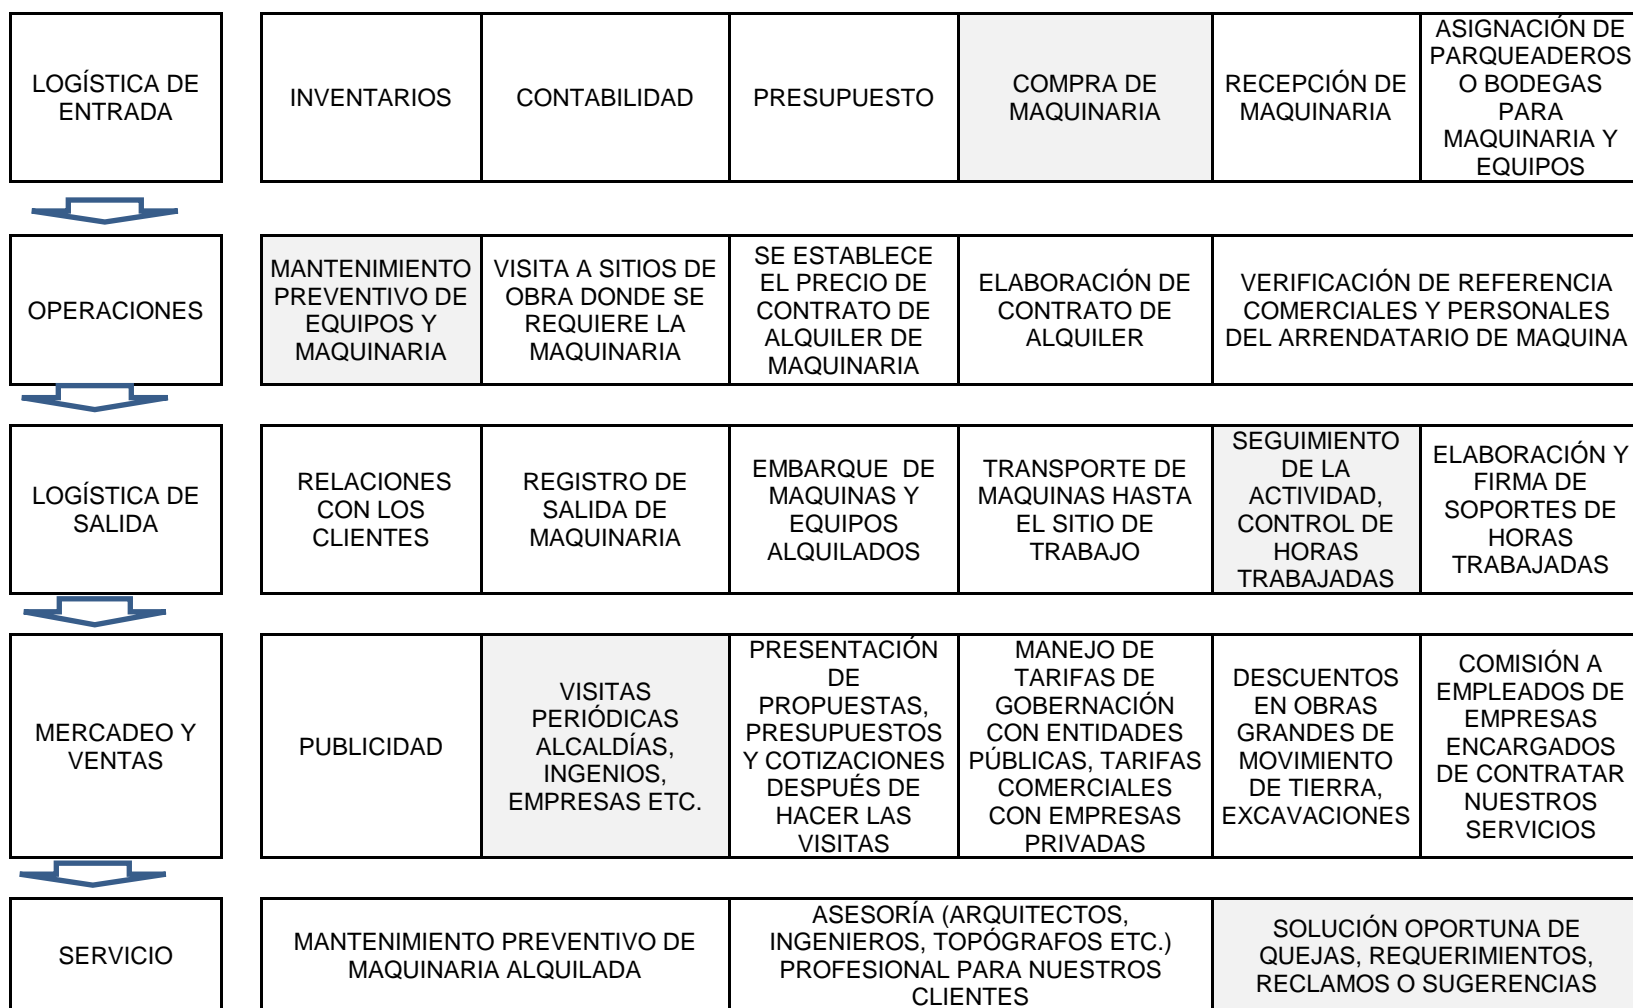 LOGÍSTICA DE
ENTRADA
INVENTARIOS
CONTABILIDAD
PRESUPUESTO
COMPRA DE
MAQUINARIA
RECEPCIÓN DE
MAQUINARIA
ASIGNACIÓN DE
PARQUEADEROS
O BODEGAS
PARA
MAQUINARIA Y
EQUIPOS
OPERACIONES
MANTENIMIENTO
PREVENTIVO DE
EQUIPOS Y
MAQUINARIA
VISITA A SITIOS DE
OBRA DONDE SE
REQUIERE LA
MAQUINARIA
SE ESTABLECE
EL PRECIO DE
CONTRATO DE
ALQUILER DE
MAQUINARIA
ELABORACIÓN DE
CONTRATO DE
ALQUILER
VERIFICACIÓN DE REFERENCIA
COMERCIALES Y PERSONALES
DEL ARRENDATARIO DE MAQUINA
LOGÍSTICA DE
SALIDA
RELACIONES
CON LOS
CLIENTES
REGISTRO DE
SALIDA DE
MAQUINARIA
EMBARQUE DE
MAQUINAS Y
EQUIPOS
ALQUILADOS
TRANSPORTE DE
MAQUINAS HASTA
EL SITIO DE
TRABAJO
SEGUIMIENTO
DE LA
ACTIVIDAD,
CONTROL DE
HORAS
TRABAJADAS
ELABORACIÓN Y
FIRMA DE
SOPORTES DE
HORAS
TRABAJADAS
MERCADEO Y
VENTAS
PUBLICIDAD
VISITAS
PERIÓDICAS
ALCALDÍAS,
INGENIOS,
EMPRESAS ETC.
PRESENTACIÓN
DE
PROPUESTAS,
PRESUPUESTOS
Y COTIZACIONES
DESPUÉS DE
HACER LAS
VISITAS
MANEJO DE
TARIFAS DE
GOBERNACIÓN
CON ENTIDADES
PÚBLICAS, TARIFAS
COMERCIALES
CON EMPRESAS
PRIVADAS
DESCUENTOS
EN OBRAS
GRANDES DE
MOVIMIENTO
DE TIERRA,
EXCAVACIONES
COMISIÓN A
EMPLEADOS DE
EMPRESAS
ENCARGADOS
DE CONTRATAR
NUESTROS
SERVICIOS
SERVICIO
MANTENIMIENTO PREVENTIVO DE
MAQUINARIA ALQUILADA
ASESORÍA (ARQUITECTOS,
INGENIEROS, TOPÓGRAFOS ETC.)
PROFESIONAL PARA NUESTROS
CLIENTES
SOLUCIÓN OPORTUNA DE
QUEJAS, REQUERIMIENTOS,
RECLAMOS O SUGERENCIAS